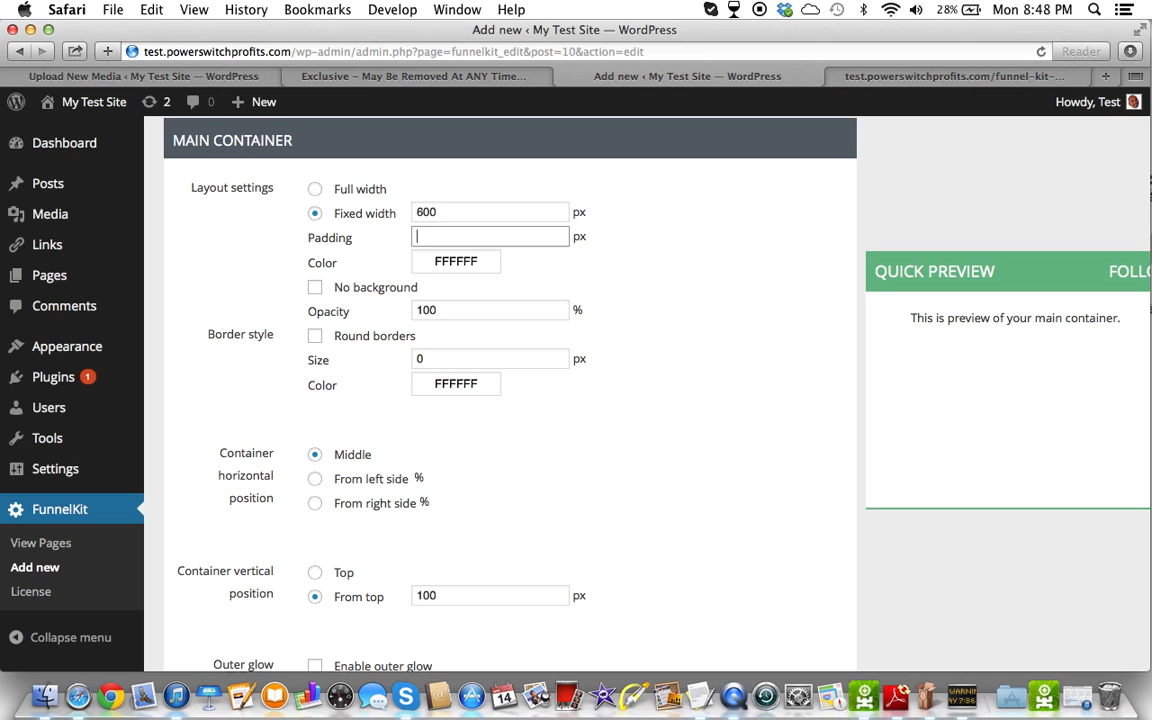 Safari File Edit View History Bookmarks Develop Window Help 28% Mon 8:48 PM
Add new ‹ My Test Site — WordPress
test.powerswitchprofits.com/wp-admin/admin.php?page=funnelkit_edit&post=10&action=edit Reader
Upload New Media ‹ My Test Site — WordPress Exclusive – May Be Removed At ANY Time... Add new ‹ My Test Site — WordPress test.powerswitchprofits.com/funnel-kit-...
My Test Site 2 0 New Howdy, Test
Dashboard
Posts
Media
Links
Pages
Comments
Appearance
Plugins 1
Users
Tools
Settings
FunnelKit
View Pages
Add new
License
Collapse menu
MAIN CONTAINER
Layout settings Full width
Fixed width 600 px
Padding px
Color FFFFFF
No background
Opacity 100 %
Border style Round borders
Size 0 px
Color FFFFFF
Container horizontal position Middle
From left side %
From right side %
Container vertical position Top
From top 100 px
Outer glow Enable outer glow
QUICK PREVIEW FOLL
This is preview of your main container.